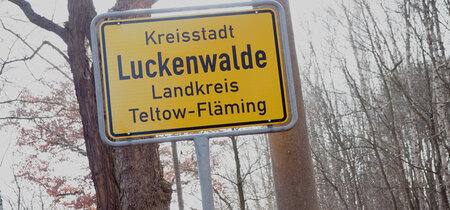 Kreisstadt
Luckenwalde
Landkreis
Teltow-Fläming